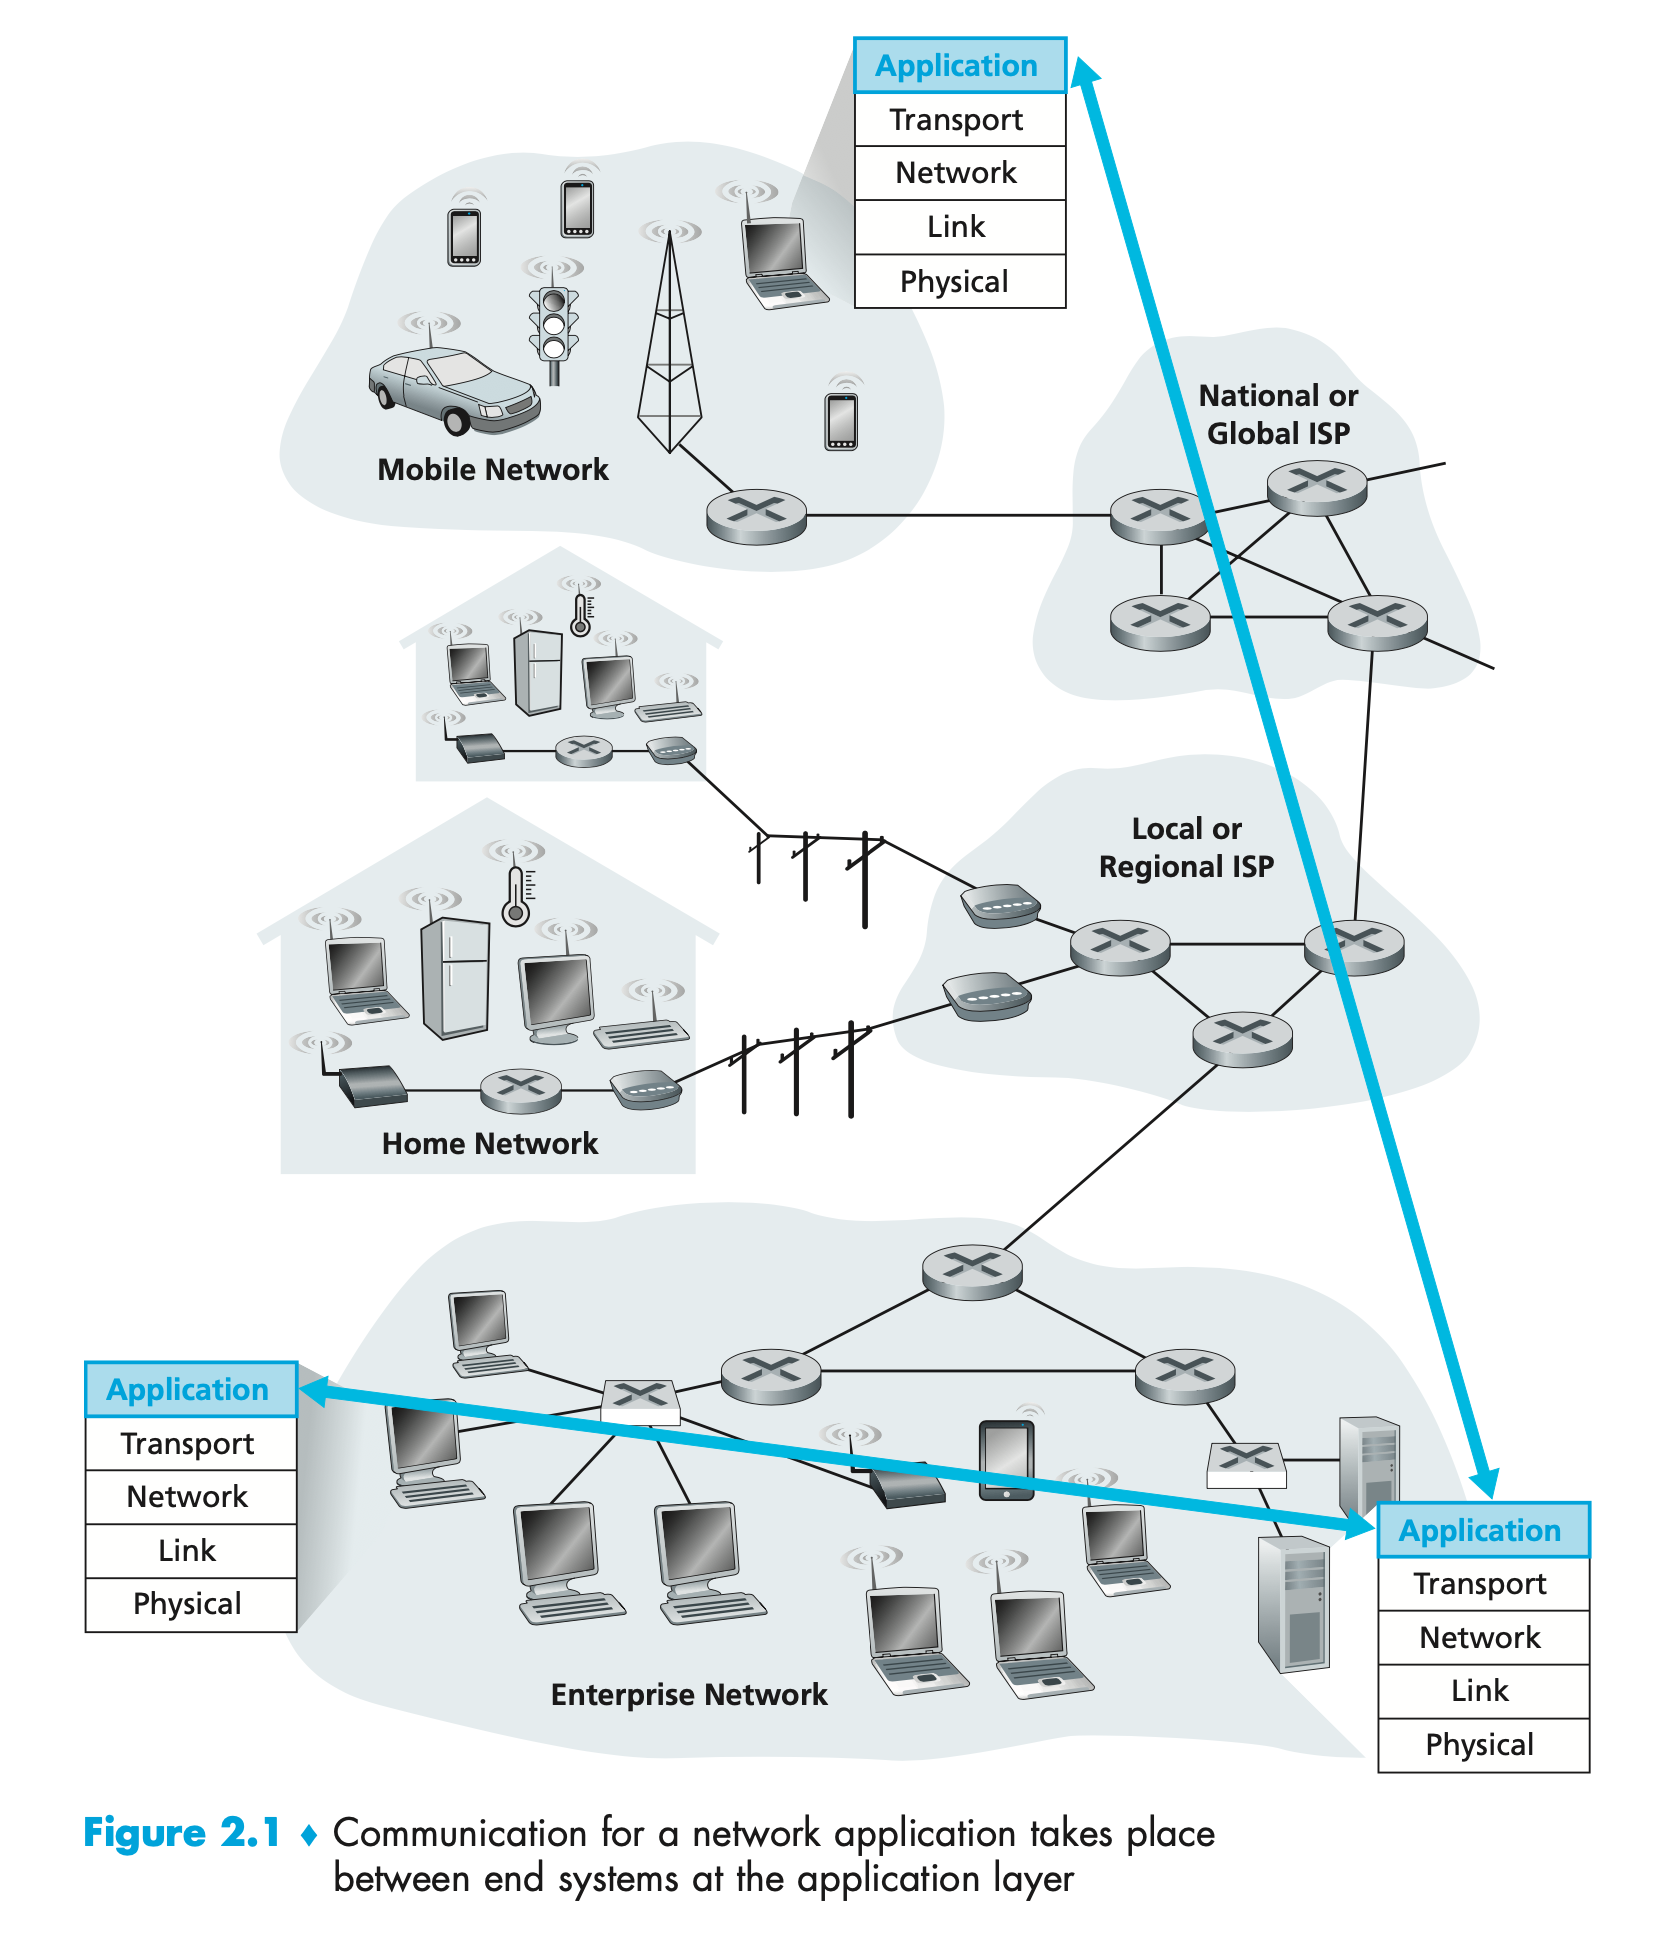 Application
Transport
Network
Link
Physical
National or
Global ISP
Mobile Network
Local or
Regional ISP
Home Network
Application
Transport
Network
Link
Physical
Application
Transport
Network
Link
Physical
Enterprise Network
Figure 2.1 ♦ Communication for a network application takes place
between end systems at the application layer